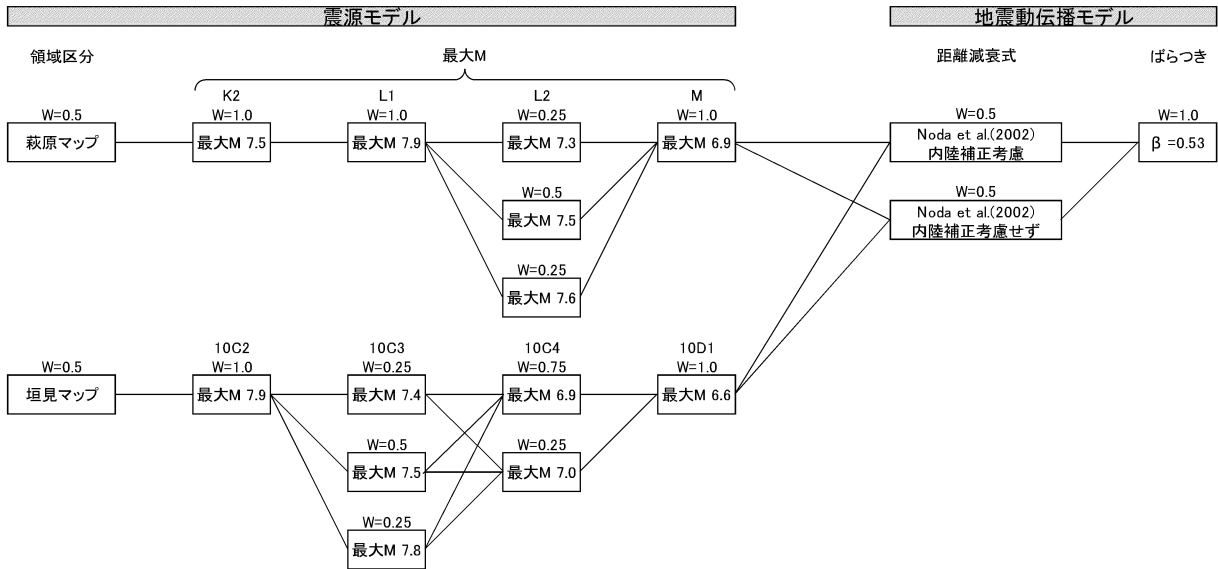 震源モデル
地震動伝播モデル
領域区分
最大M
距離減衰式
ばらつき
K2
L1
L2
M
W=0.5
W=1.0
W=1.0
W=0.25
W=1.0
W=0.5
W=1.0
萩原マップ
最大M 7.5
最大M 7.9
最大M 7.3
最大M 6.9
Noda et al.(2002)
内陸補正考慮
β=0.53
W=0.5
最大M 7.5
W=0.5
Noda et al.(2002)
内陸補正考慮せず
W=0.25
最大M 7.6
10C2
10C3
10C4
10D1
W=0.5
W=1.0
W=0.25
W=0.75
W=1.0
垣見マップ
最大M 7.9
最大M 7.4
最大M 6.9
最大M 6.6
W=0.5
W=0.25
最大M 7.5
最大M 7.0
W=0.25
最大M 7.8